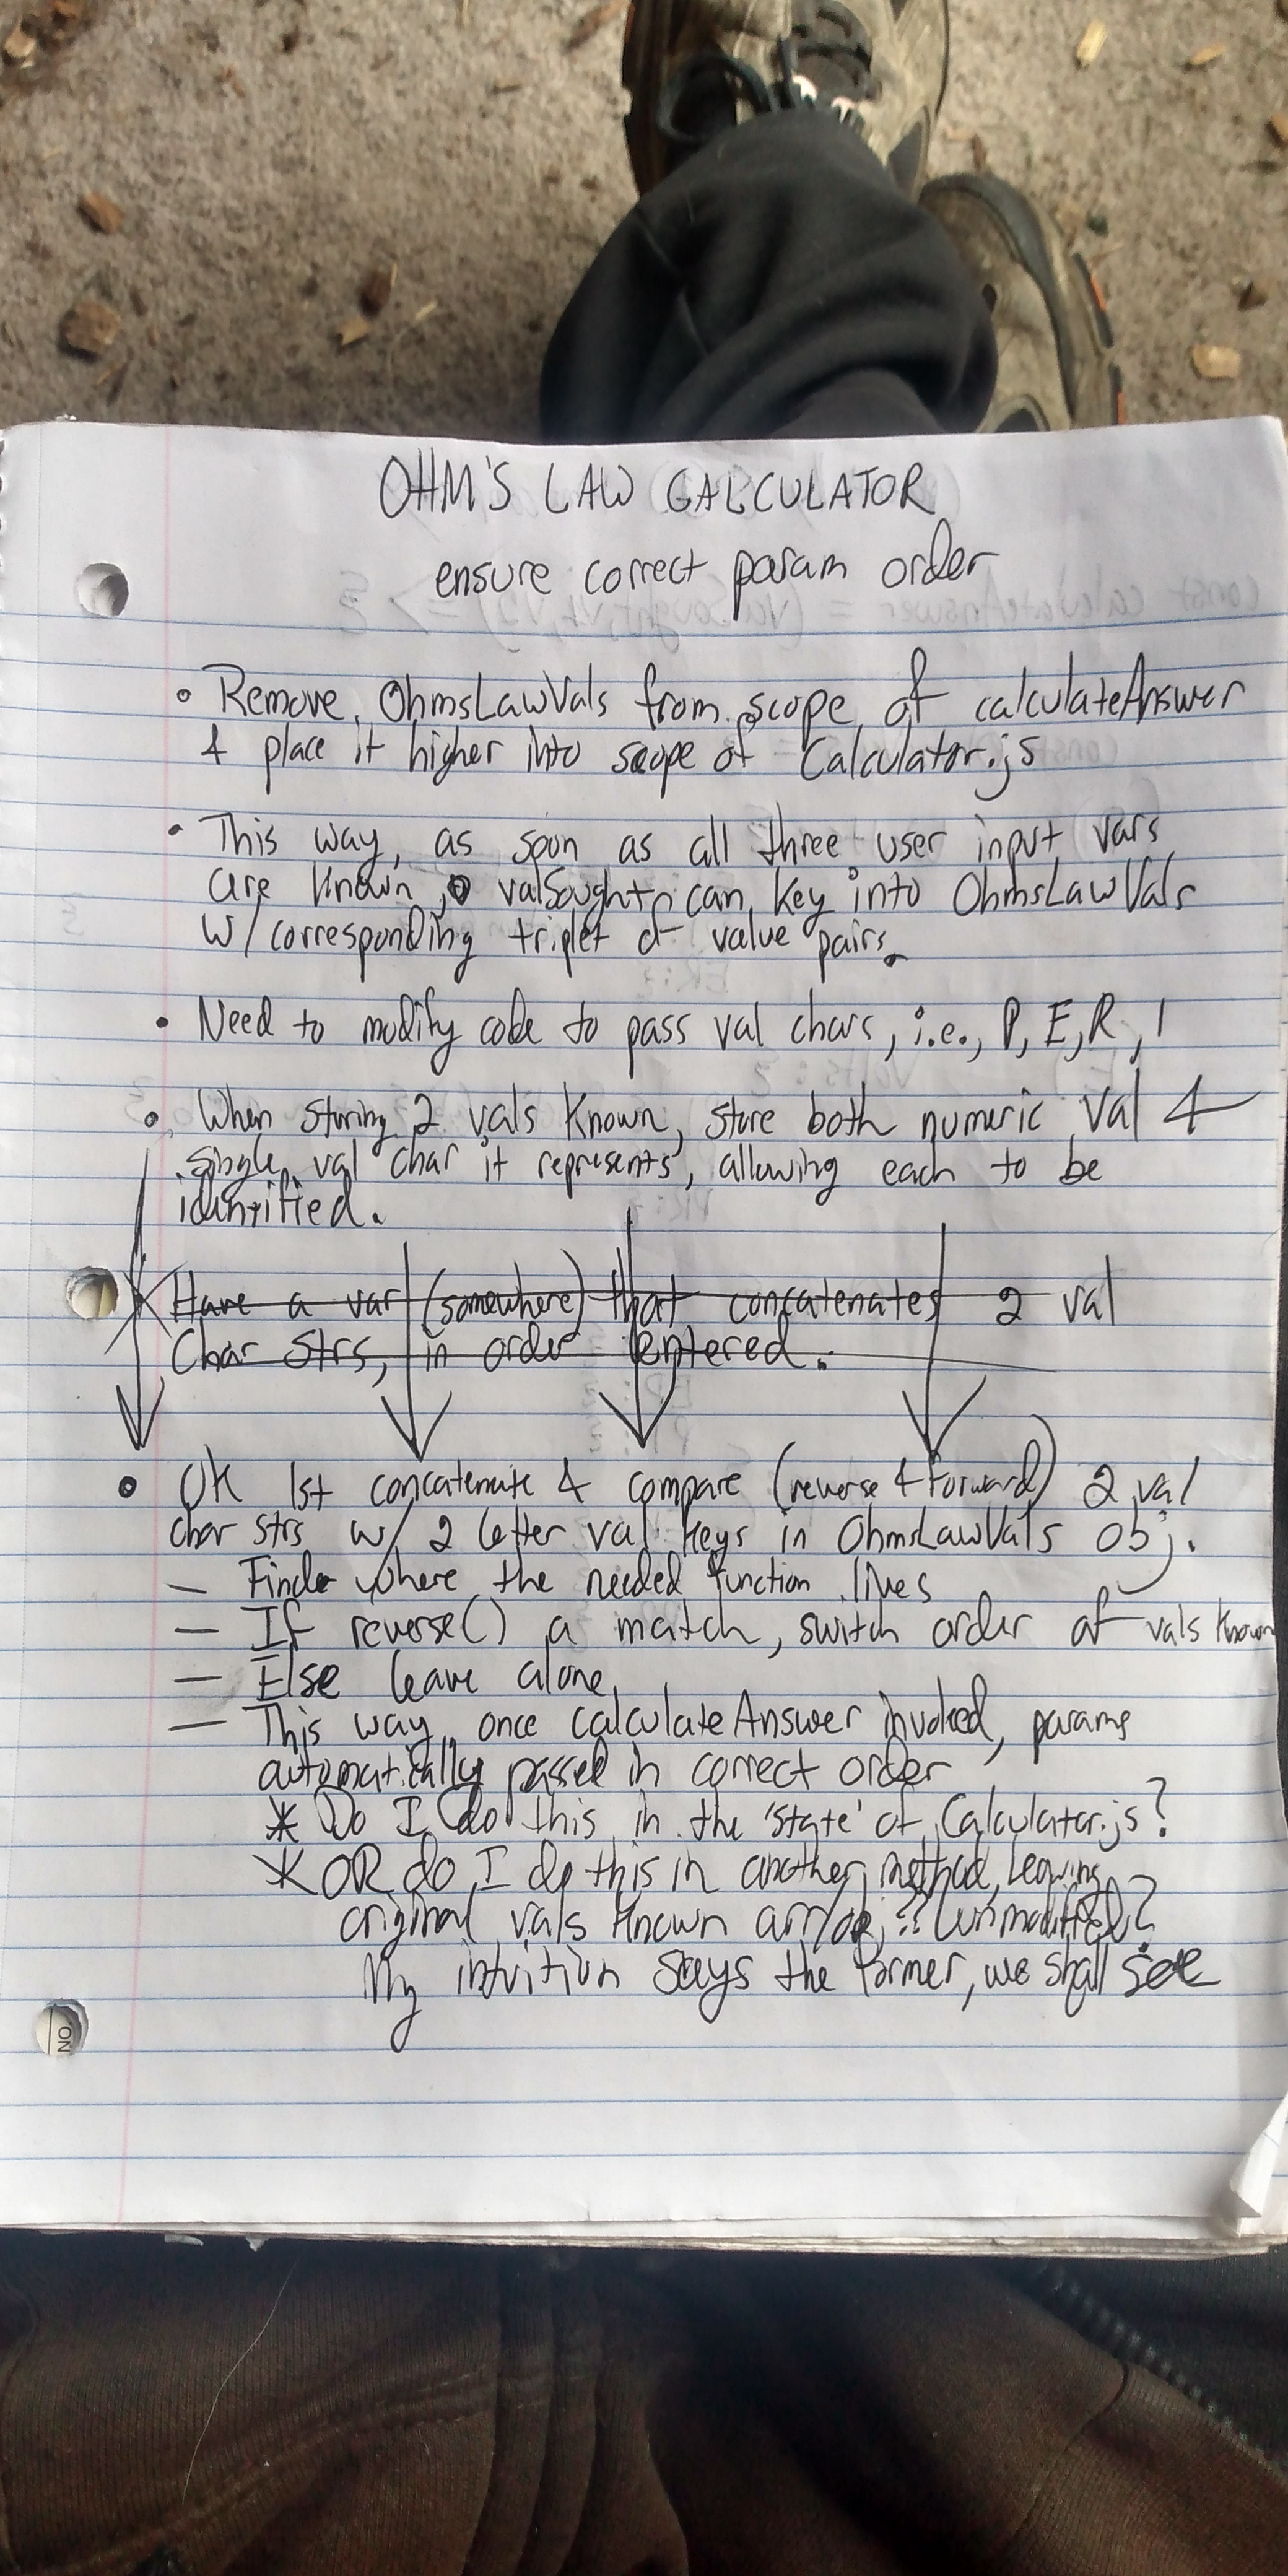 OHM'S LAW CALCULATOR
ensure correct param order
• Remove OhmsLawVals from scope of calculateAnswer
& place it higher into scope of Calculator.js
• This way, as soon as all three user input vars
are known, valSought can key into OhmsLawVals
w/ corresponding triplet of value pairs.
• Need to modify code to pass val chars, i.e., P, E, R, I
• When storing 2 vals known, store both numeric val &
single val char it represents, allowing each to be
identified.
Have a var (somewhere) that concatenates 2 val
Char Strs, in order entered.
• OK 1st concatenate & compare (reverse & forward) 2 val
char strs w/ 2 letter val keys in OhmsLawVals obj.
— Find where the needed function lives
— If reverse() a match, switch order of vals known
— Else leave alone
— This way, once calculateAnswer invoked, params
automatically passed in correct order
* Do I do this in the 'state' of Calculator.js?
* OR do I do this in another method, leaving
original vals known array unmodified?
My intuition says the former, we shall see
NO